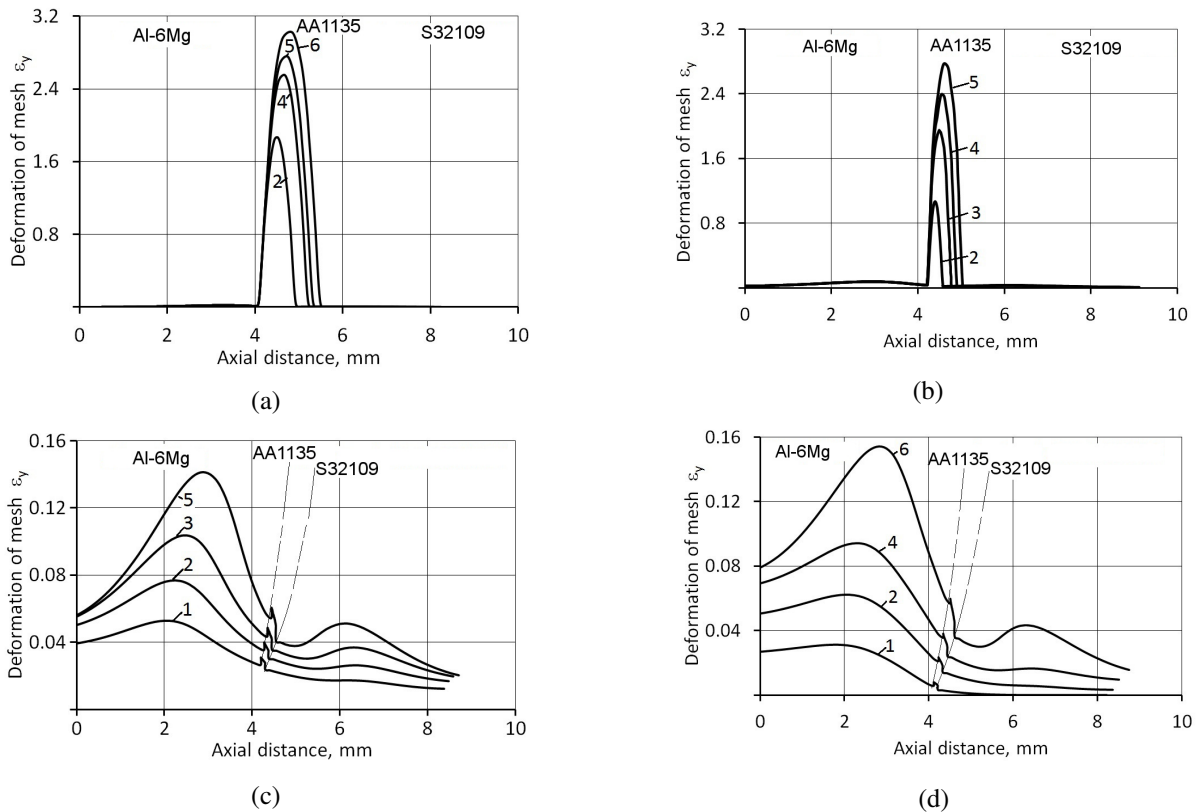 3.2
Al-6Mg
AA1135
S32109
5
6
2.4
4
1.6
2
0.8
0
2
4
6
8
10
Deformation of mesh εy
Axial distance, mm
(a)
3.2
Al-6Mg
AA1135
S32109
5
2.4
4
1.6
3
0.8
2
0
2
4
6
8
10
Deformation of mesh εy
Axial distance, mm
(b)
0.16
Al-6Mg
AA1135
S32109
0.12
5
3
0.08
2
1
0.04
0.00
0
2
4
6
8
10
Deformation of mesh εy
Axial distance, mm
(c)
0.16
Al-6Mg
6
AA1135
S32109
0.12
4
0.08
2
0.04
1
0
2
4
6
8
10
Deformation of mesh εy
Axial distance, mm
(d)